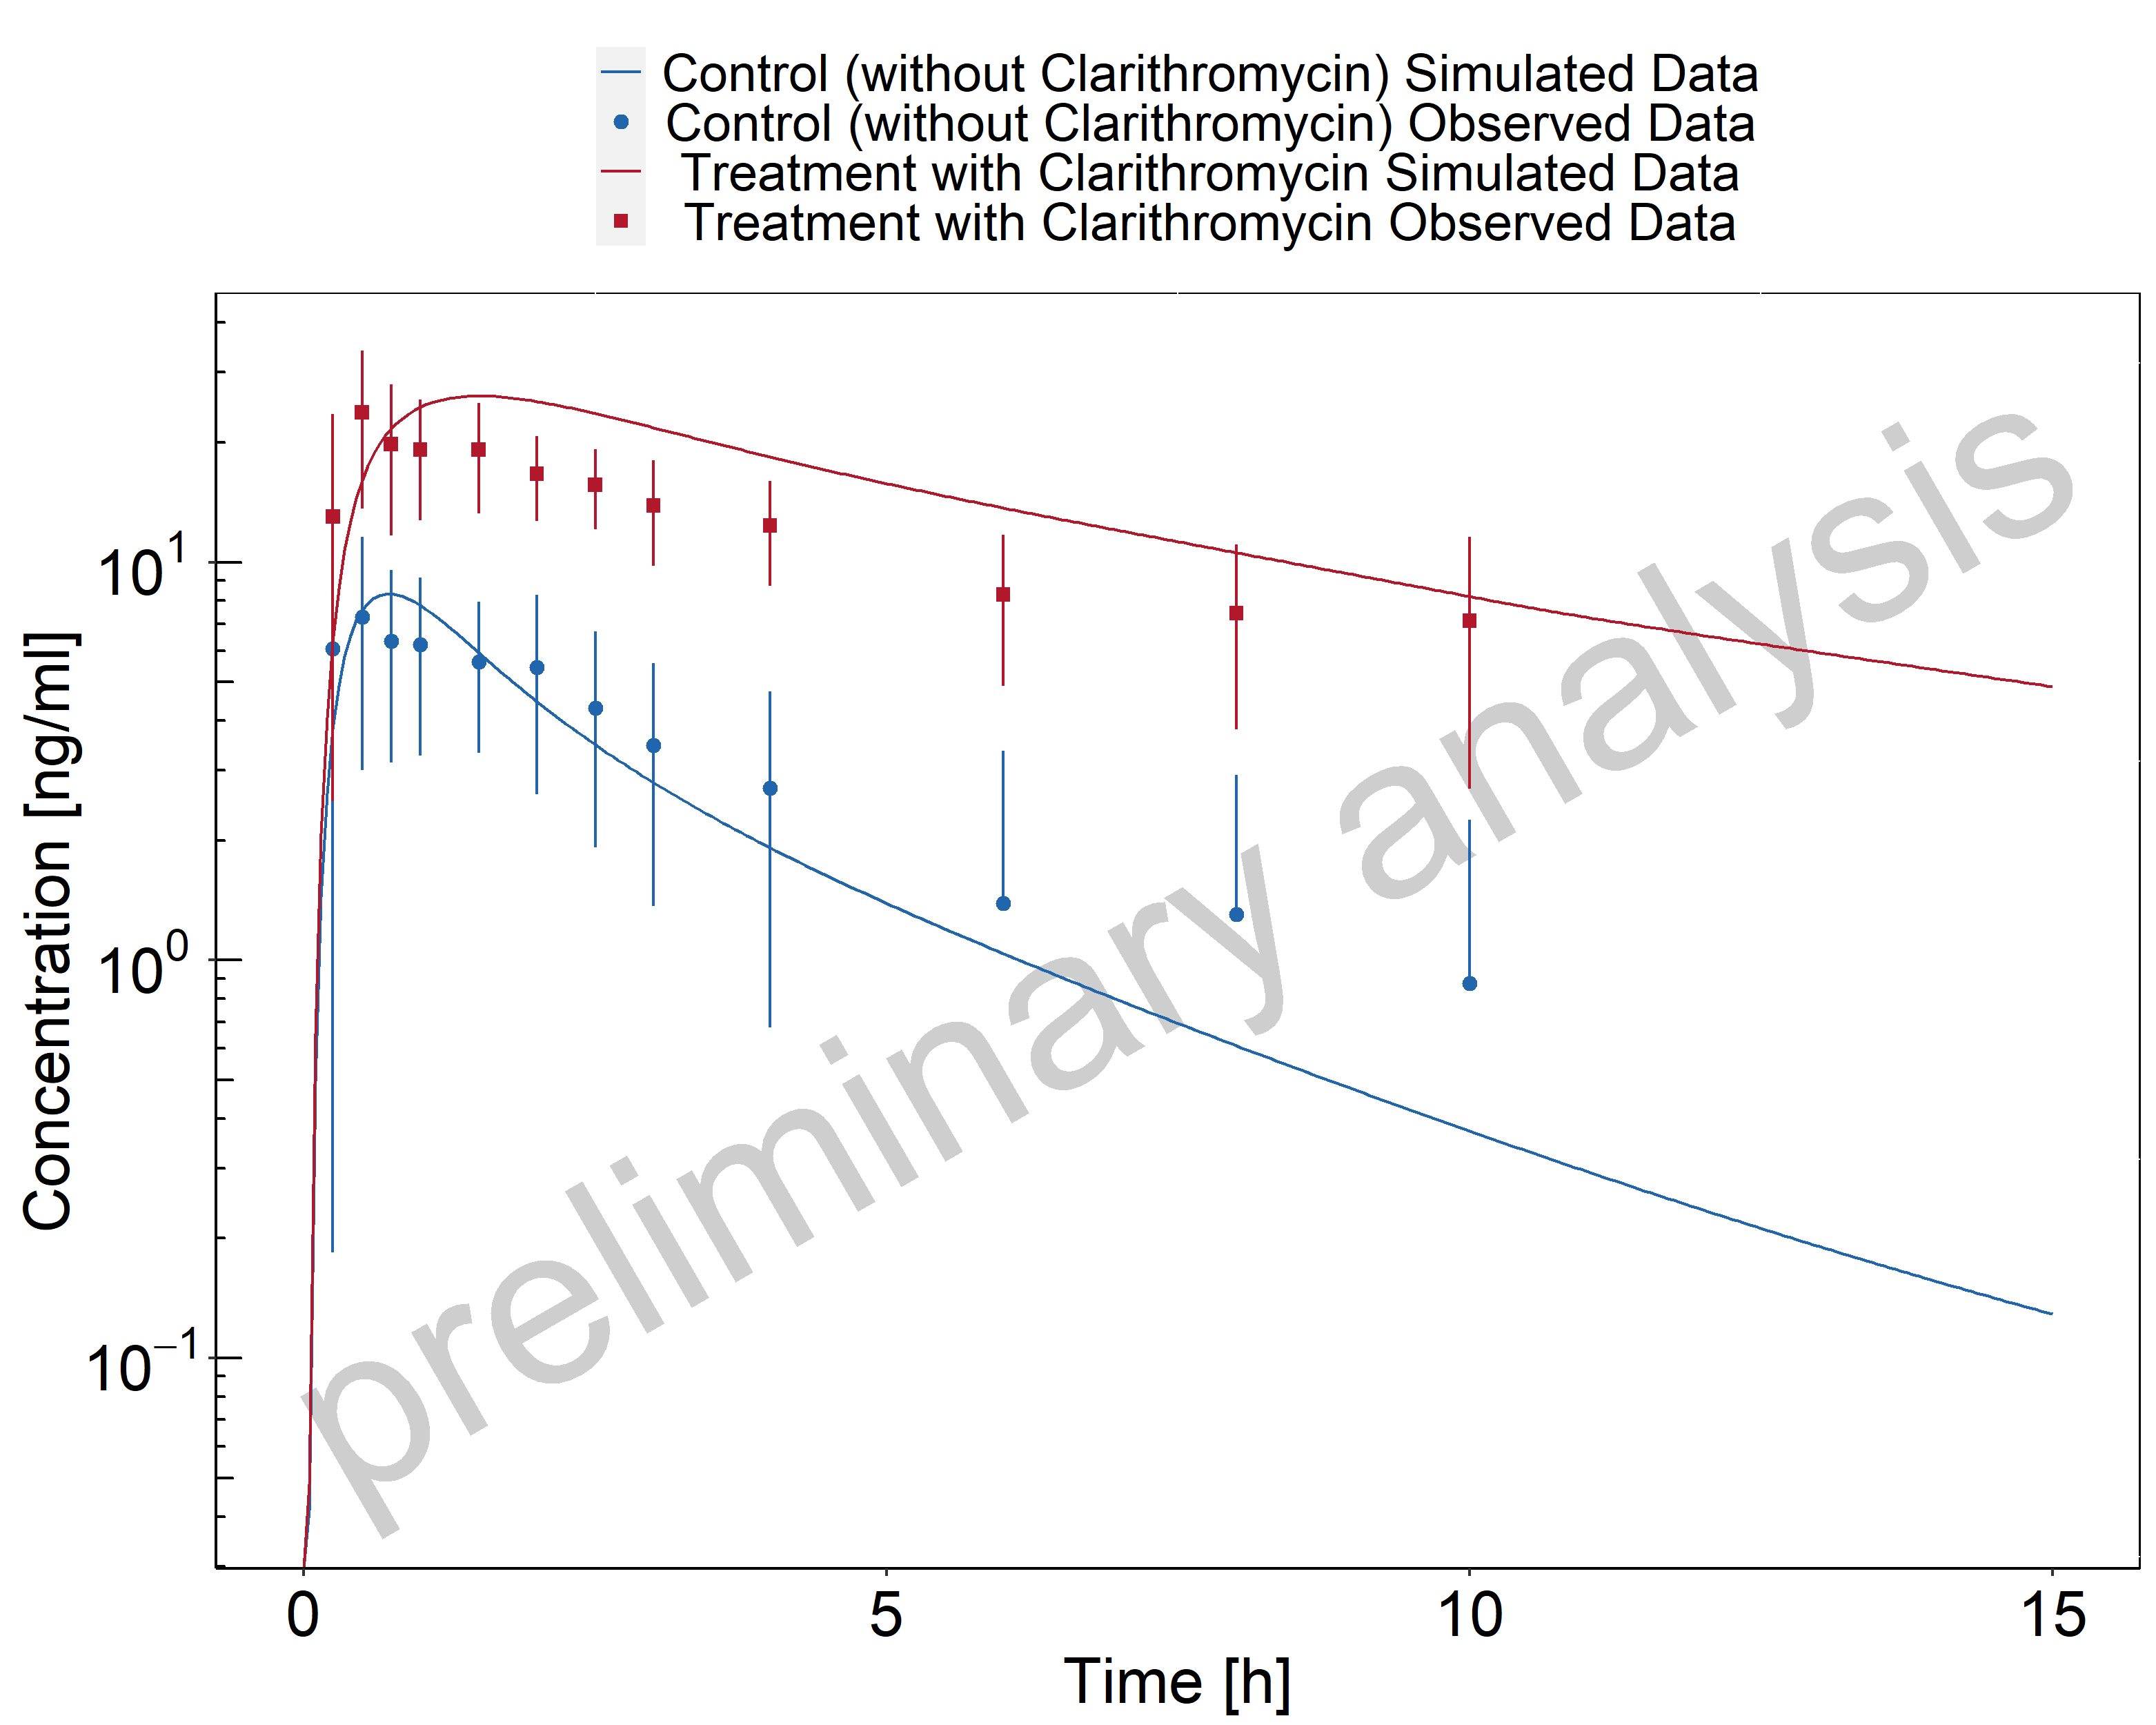 Control (without Clarithromycin) Simulated Data
Control (without Clarithromycin) Observed Data
Treatment with Clarithromycin Simulated Data
Treatment with Clarithromycin Observed Data
Concentration [ng/ml]
10¹
10⁰
10⁻¹
preliminary analysis
0 5 10 15
Time [h]